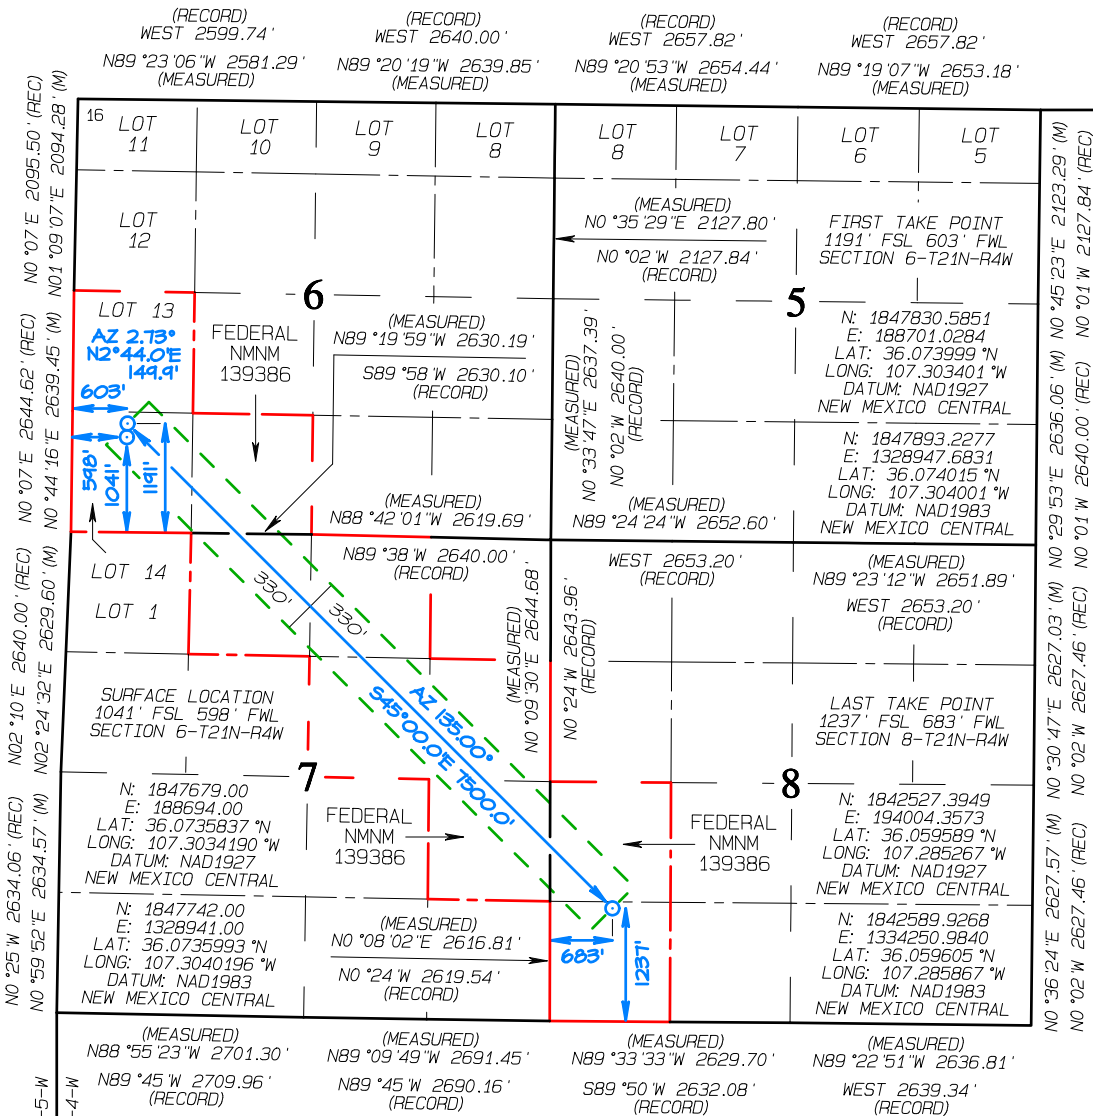 (RECORD)
WEST 2599.74'
N89°23'06"W 2581.29'
(MEASURED)
(RECORD)
WEST 2640.00'
N89°20'19"W 2639.85'
(MEASURED)
(RECORD)
WEST 2657.82'
N89°20'53"W 2654.44'
(MEASURED)
(RECORD)
WEST 2657.82'
N89°19'07"W 2653.18'
(MEASURED)
N0°07'E 2095.50' (REC)
N01°09'07"E 2094.28' (M)
N0°07'E 2644.62' (REC)
N0°44'16"E 2639.45' (M)
N02°10'E 2640.00' (REC)
N02°24'32"E 2629.60' (M)
N0°25'W 2634.06' (REC)
N0°59'52"E 2634.57' (M)
16
LOT
11
LOT
10
LOT
9
LOT
8
LOT
8
LOT
7
LOT
6
LOT
5
LOT
12
(MEASURED)
N0°35'29"E 2127.80'
N0°02'W 2127.84'
(RECORD)
FIRST TAKE POINT
1191' FSL 603' FWL
SECTION 6-T21N-R4W
6
5
LOT 13
AZ 2.73°
N2°44.0'E
149.9'
603'
598'
1041'
1191'
FEDERAL
NMNM
139386
(MEASURED)
N89°19'59"W 2630.19'
S89°58'W 2630.10'
(RECORD)
(MEASURED)
N0°33'47"E 2637.39'
N0°02'W 2640.00'
(RECORD)
N: 1847830.5851
E: 188701.0284
LAT: 36.073999°N
LONG: 107.303401°W
DATUM: NAD1927
NEW MEXICO CENTRAL
N: 1847893.2277
E: 1328947.6831
LAT: 36.074015°N
LONG: 107.304001°W
DATUM: NAD1983
NEW MEXICO CENTRAL
(MEASURED)
N88°42'01"W 2619.69'
N89°38'W 2640.00'
(RECORD)
(MEASURED)
N89°24'24"W 2652.60'
WEST 2653.20'
(RECORD)
(MEASURED)
N89°23'12"W 2651.89'
WEST 2653.20'
(RECORD)
LOT 14
LOT 1
330'
330'
(MEASURED)
N0°09'30"E 2644.68'
N0°24'W 2643.96'
(RECORD)
AZ 135.00°
S45°00.0'E 7500.0'
SURFACE LOCATION
1041' FSL 598' FWL
SECTION 6-T21N-R4W
LAST TAKE POINT
1237' FSL 683' FWL
SECTION 8-T21N-R4W
7
8
N: 1847679.00
E: 188694.00
LAT: 36.0735837°N
LONG: 107.3034190°W
DATUM: NAD1927
NEW MEXICO CENTRAL
FEDERAL
NMNM
139386
FEDERAL
NMNM
139386
N: 1842527.3949
E: 194004.3573
LAT: 36.059589°N
LONG: 107.285267°W
DATUM: NAD1927
NEW MEXICO CENTRAL
N: 1847742.00
E: 1328941.00
LAT: 36.0735993°N
LONG: 107.3040196°W
DATUM: NAD1983
NEW MEXICO CENTRAL
(MEASURED)
N0°08'02"E 2616.81'
N0°24'W 2619.54'
(RECORD)
683'
1237'
N: 1842589.9268
E: 1334250.9840
LAT: 36.059605°N
LONG: 107.285867°W
DATUM: NAD1983
NEW MEXICO CENTRAL
N0°45'23"E 2123.29' (M)
N0°01'W 2127.84' (REC)
N0°29'53"E 2636.06' (M)
N0°01'W 2640.00' (REC)
N0°30'47"E 2627.03' (M)
N0°02'W 2627.46' (REC)
N0°36'24"E 2627.57' (M)
N0°02'W 2627.46' (REC)
(MEASURED)
N88°55'23"W 2701.30'
N89°45'W 2709.96'
(RECORD)
(MEASURED)
N89°09'49"W 2691.45'
N89°45'W 2690.16'
(RECORD)
(MEASURED)
N89°33'33"W 2629.70'
S89°50'W 2632.08'
(RECORD)
(MEASURED)
N89°22'51"W 2636.81'
WEST 2639.34'
(RECORD)
5-W
4-W